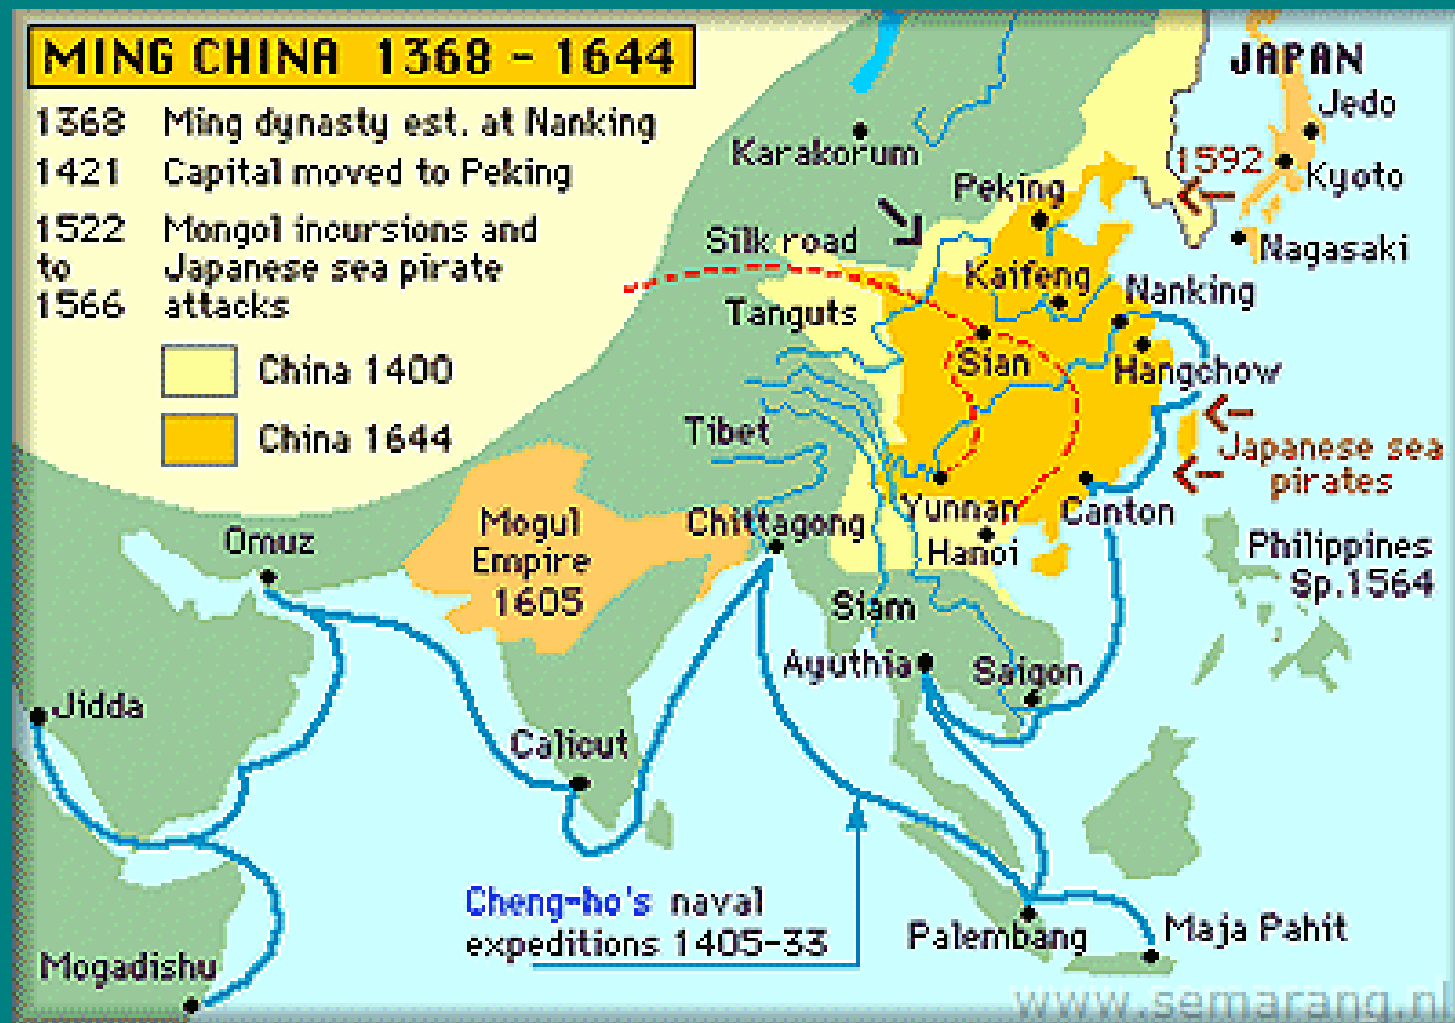 MING CHINA 1368 - 1644
1368 Ming dynasty est. at Nanking
1421 Capital moved to Peking
1522 Mongol incursions and
to Japanese sea pirate
1566 attacks
China 1400
China 1644
JAPAN
Jedo
Karakorum
1592
Kyoto
Peking
Silk road
Nagasaki
Kaifeng
Nanking
Tanguts
Sian
Hangchow
Tibet
Japanese sea
pirates
Yunnan
Canton
Mogul
Empire
1605
Chittagong
Omuz
Hanoi
Philippines
Sp.1564
Siam
Ayuthia
Saigon
Jidda
Calicut
Cheng-ho's naval
expeditions 1405-33
Palembang
Maja Pahit
Mogadishu
www.semarang.nl